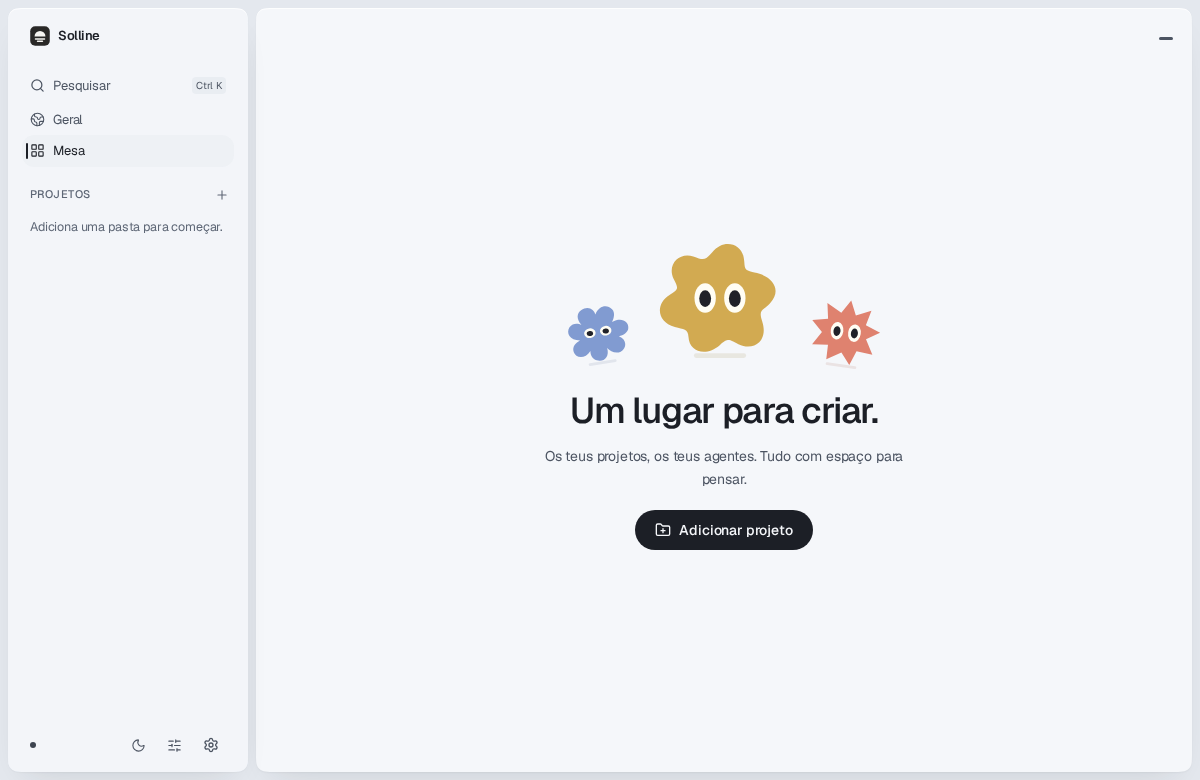 Solline
Pesquisar
Ctrl K
Geral
Mesa
PROJETOS
Adiciona uma pasta para começar.
Um lugar para criar.
Os teus projetos, os teus agentes. Tudo com espaço para
pensar.
Adicionar projeto